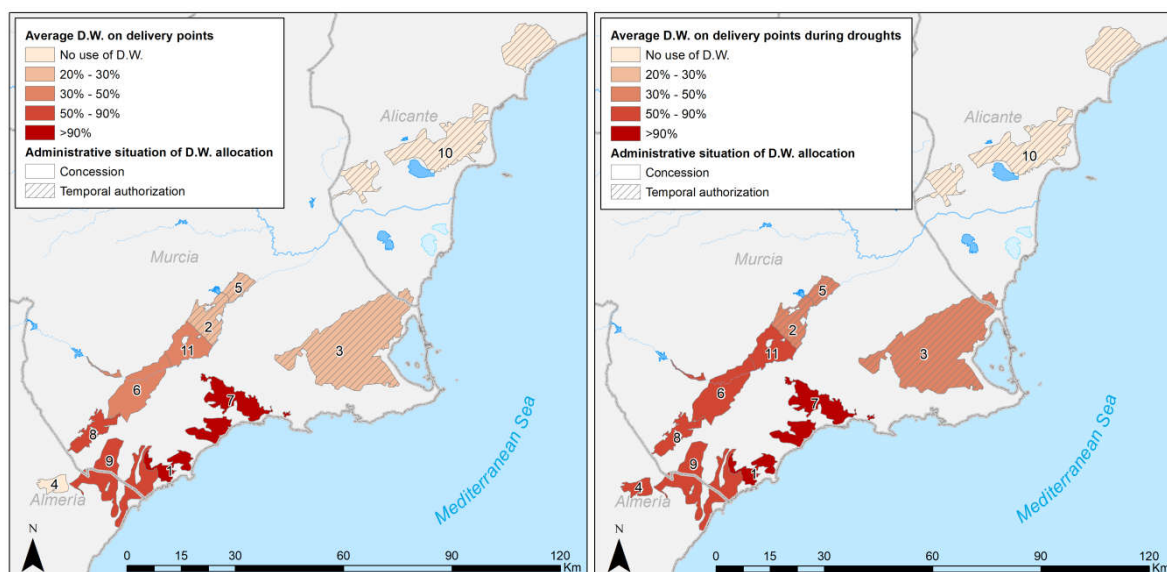 Average D.W. on delivery points
No use of D.W.
20% - 30%
30% - 50%
50% - 90%
>90%
Administrative situation of D.W. allocation
Concession
Temporal authorization
Alicante
10
Murcia
5
2
11
3
6
7
8
9
1
4
Almería
Mediterranean Sea
N
0 15 30 60 90 120
Km
Average D.W. on delivery points during droughts
No use of D.W.
20% - 30%
30% - 50%
50% - 90%
>90%
Administrative situation of D.W. allocation
Concession
Temporal authorization
Alicante
10
Murcia
5
2
11
3
6
7
8
9
1
4
Almería
Mediterranean Sea
N
0 15 30 60 90 120
Km